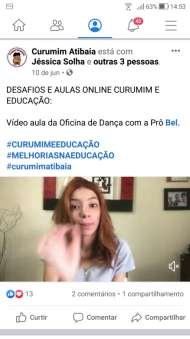 63% 14:53
43
Curumim Atibaia está com
Jéssica Solha e outras 3 pessoas.
10 de jun
DESAFIOS E AULAS ONLINE CURUMIM E
EDUCAÇÃO:
Vídeo aula da Oficina de Dança com a Prô Bel.
#CURUMIMEEDUCAÇÃO
#MELHORIASNAEDUCAÇÃO
#curumimatibaia
13 2 comentários • 1 compartilhamento
Curtir Comentar Compartilhar